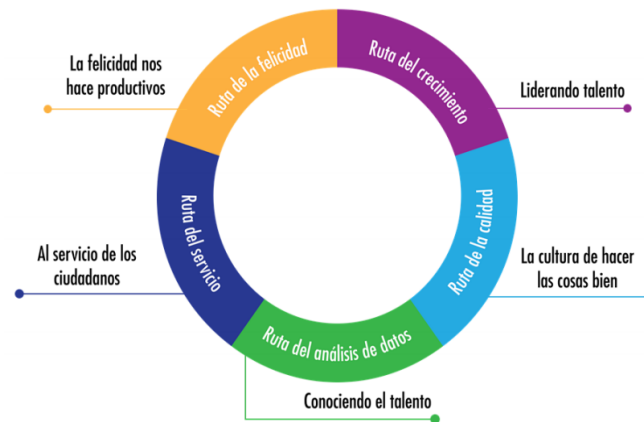 Ruta de la felicidad
La felicidad nos
hace productivos
Ruta del crecimiento
Liderando talento
Ruta de la calidad
La cultura de hacer
las cosas bien
Ruta del análisis de datos
Conociendo el talento
Ruta del servicio
Al servicio de los
ciudadanos